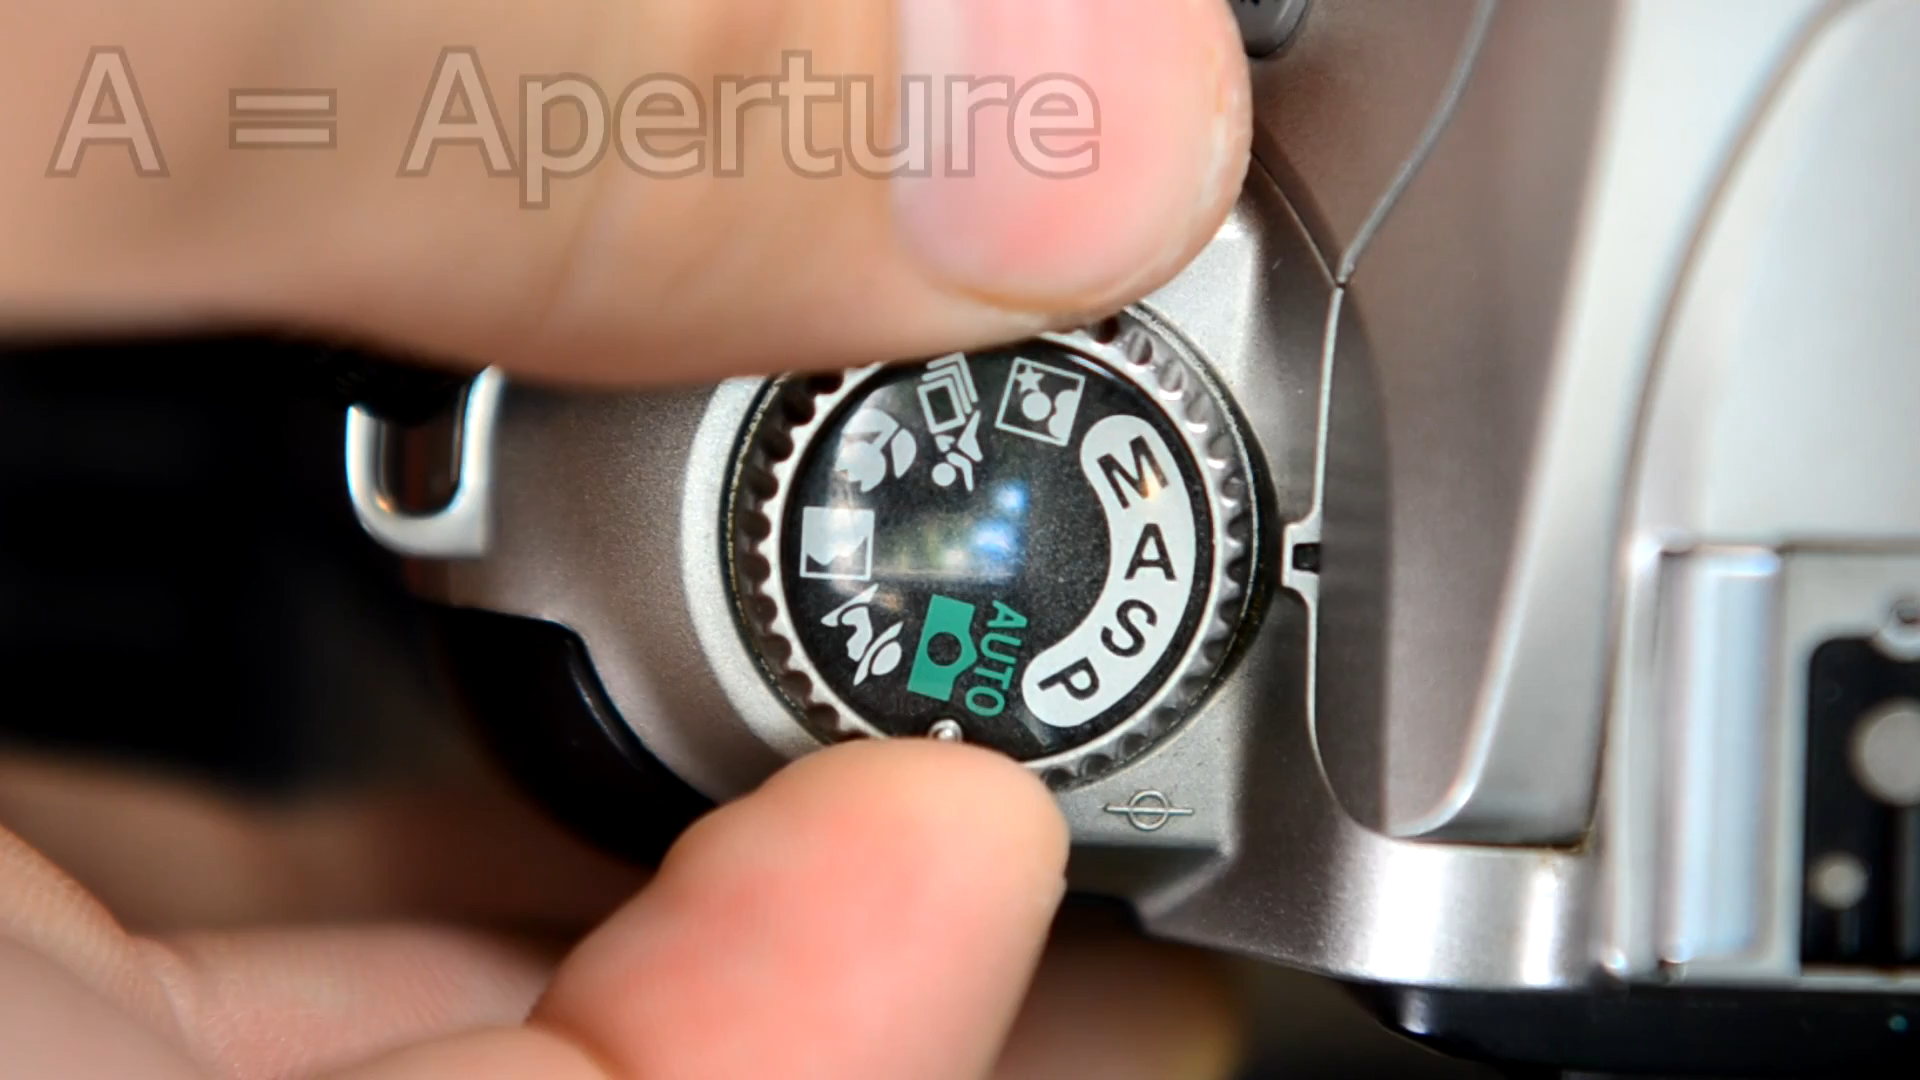 A = Aperture
M
A
S
P
AUTO